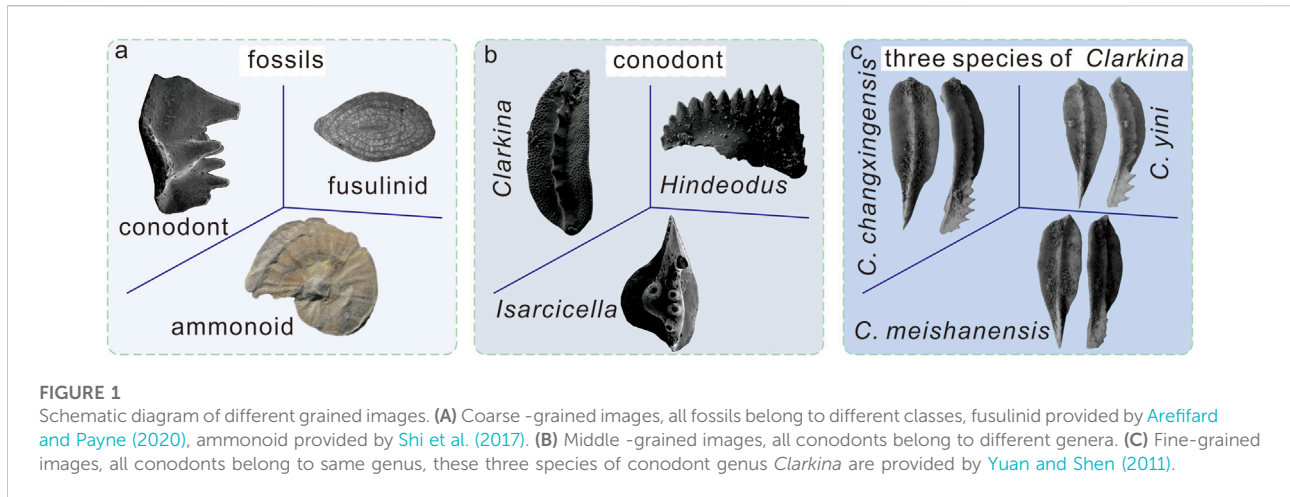 a
fossils
conodont
fusulinid
ammonoid
b
conodont
Clarkina
Hindeodus
Isarcicella
c
three species of Clarkina
C. changxingensis
C. yini
C. meishanensis
FIGURE 1
Schematic diagram of different grained images. (A) Coarse -grained images, all fossils belong to different classes, fusulinid provided by Arefifard
and Payne (2020), ammonoid provided by Shi et al. (2017). (B) Middle -grained images, all conodonts belong to different genera. (C) Fine-grained
images, all conodonts belong to same genus, these three species of conodont genus Clarkina are provided by Yuan and Shen (2011).